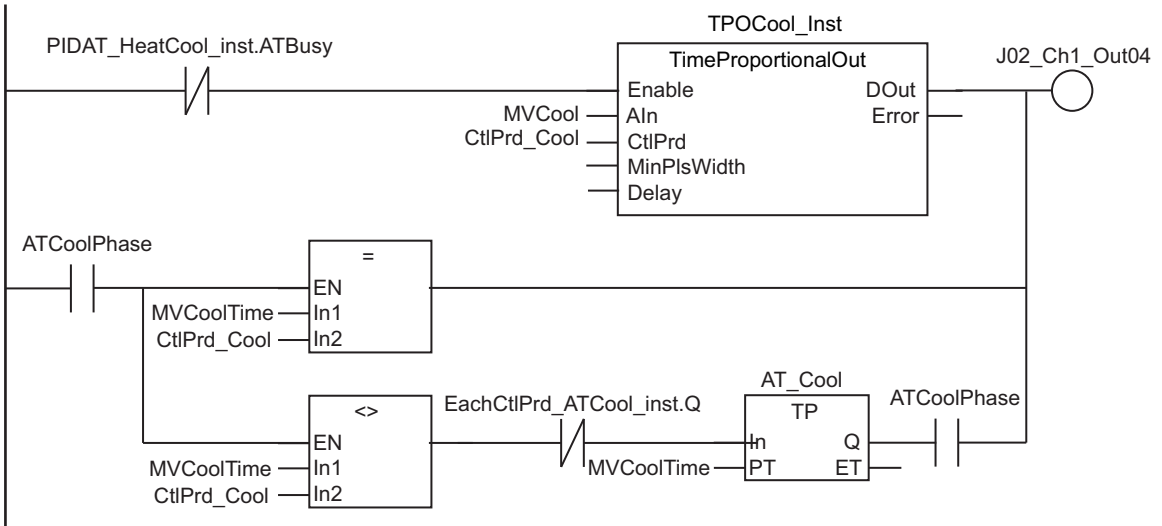 TPOCool_Inst
PIDAT_HeatCool_inst.ATBusy
TimeProportionalOut
J02_Ch1_Out04
Enable
DOut
MVCool
AIn
Error
CtlPrd_Cool
CtlPrd
MinPlsWidth
Delay
ATCoolPhase
=
EN
MVCoolTime
In1
CtlPrd_Cool
In2
AT_Cool
<>
EachCtlPrd_ATCool_inst.Q
TP
ATCoolPhase
EN
In
Q
MVCoolTime
In1
MVCoolTime
PT
ET
CtlPrd_Cool
In2